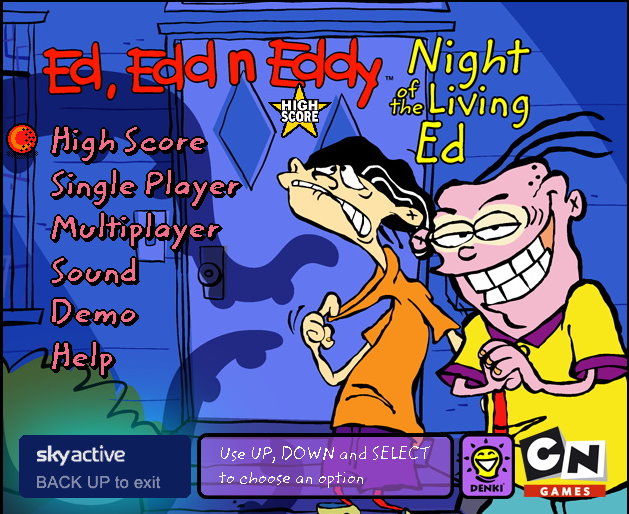 Ed, Edd n Eddy™
Night
of
the Living
Ed
HIGH
SCORE
High Score
Single Player
Multiplayer
Sound
Demo
Help
skyactive
BACK UP to exit
Use UP, DOWN and SELECT
to choose an option
DENKI
CN
GAMES